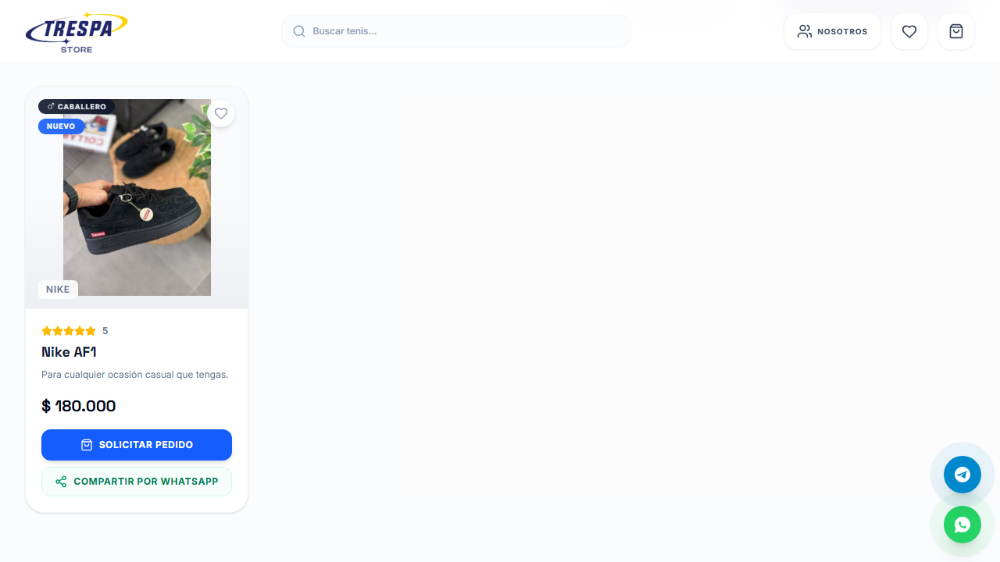 TRESPA
STORE
Buscar tenis...
NOSOTROS
CABALLERO
NUEVO
NIKE
5
Nike AF1
Para cualquier ocasión casual que tengas.
$ 180.000
SOLICITAR PEDIDO
COMPARTIR POR WHATSAPP